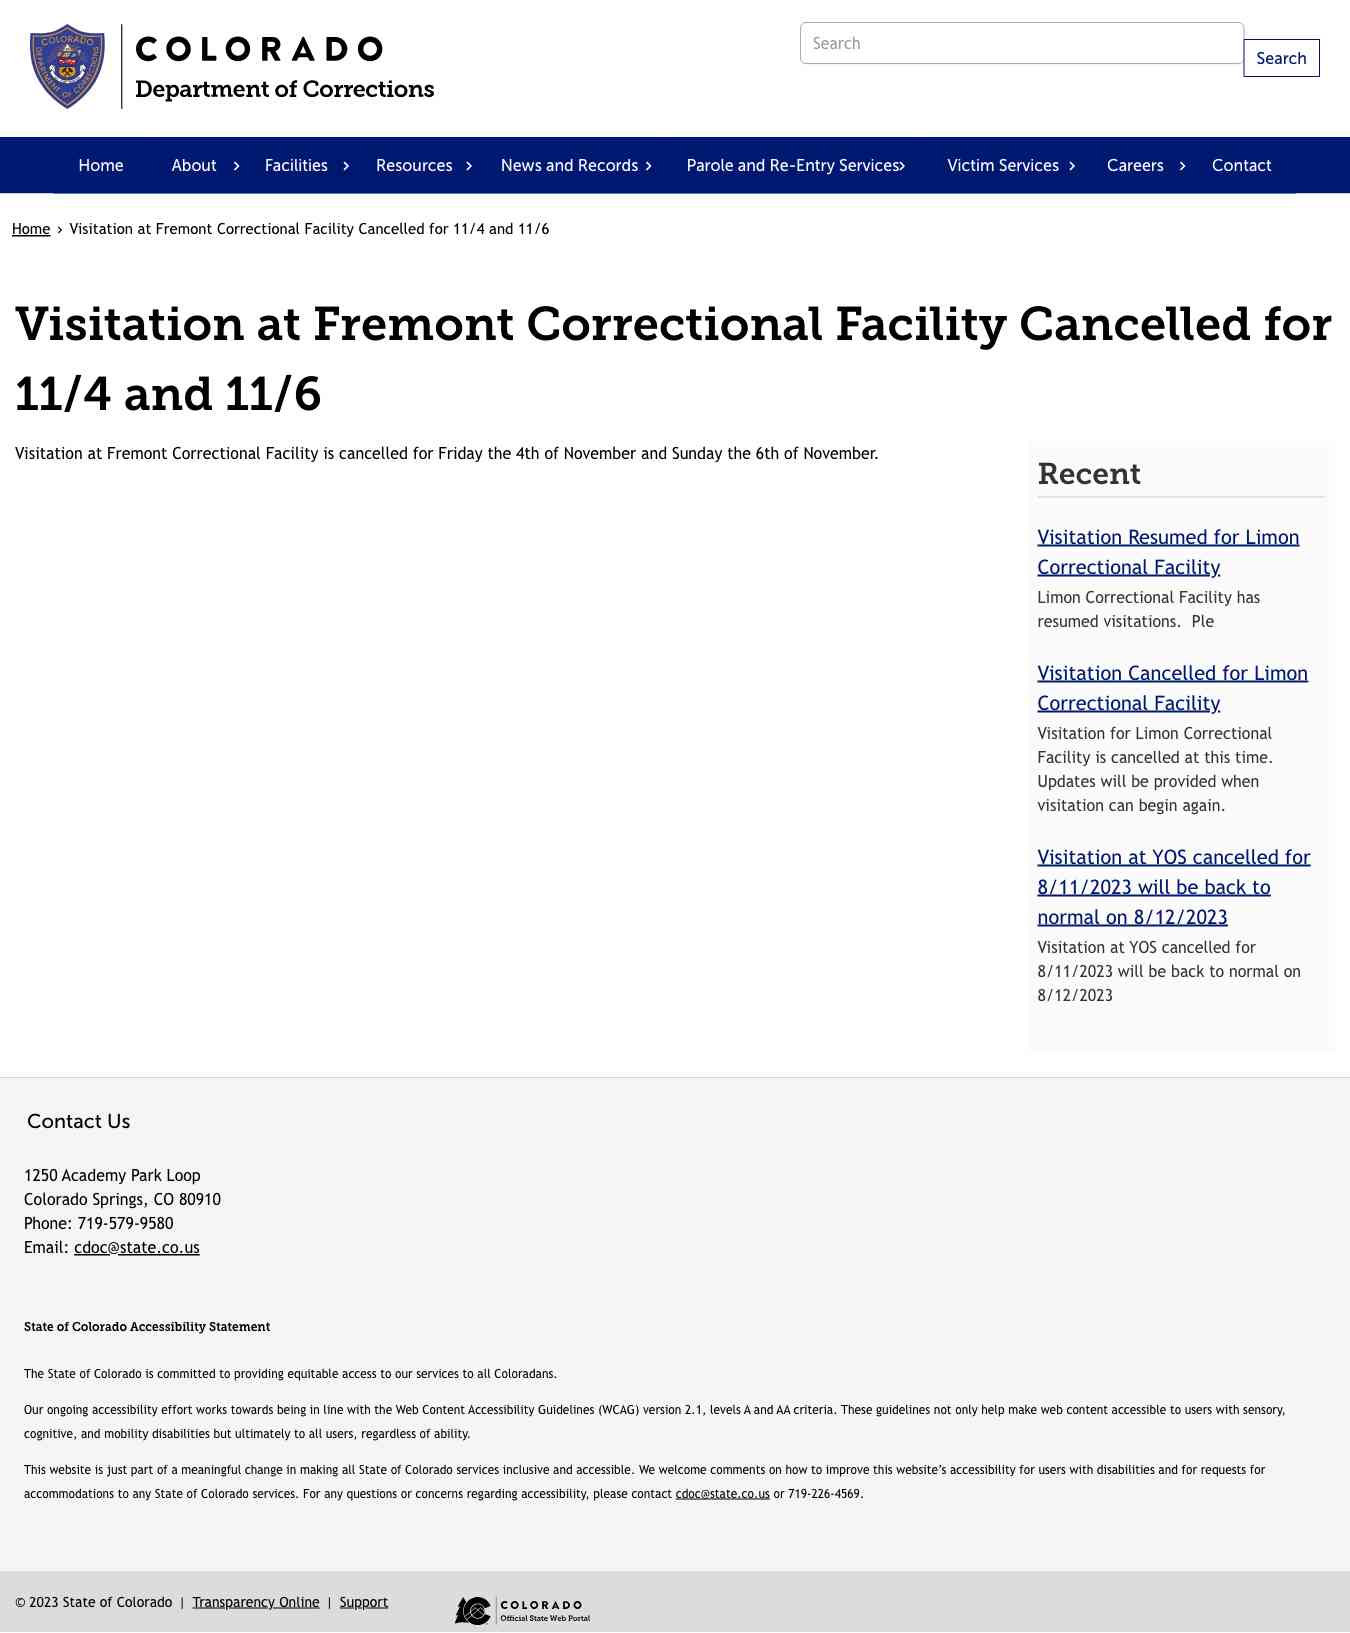 COLORADO
Department of Corrections
Search
Search
Home About Facilities Resources News and Records Parole and Re-Entry Services Victim Services Careers Contact
Home › Visitation at Fremont Correctional Facility Cancelled for 11/4 and 11/6
Visitation at Fremont Correctional Facility Cancelled for
11/4 and 11/6
Visitation at Fremont Correctional Facility is cancelled for Friday the 4th of November and Sunday the 6th of November.
Recent
Visitation Resumed for Limon
Correctional Facility
Limon Correctional Facility has
resumed visitations.  Ple
Visitation Cancelled for Limon
Correctional Facility
Visitation for Limon Correctional
Facility is cancelled at this time.
Updates will be provided when
visitation can begin again.
Visitation at YOS cancelled for
8/11/2023 will be back to
normal on 8/12/2023
Visitation at YOS cancelled for
8/11/2023 will be back to normal on
8/12/2023
Contact Us
1250 Academy Park Loop
Colorado Springs, CO 80910
Phone: 719-579-9580
Email: cdoc@state.co.us
State of Colorado Accessibility Statement
The State of Colorado is committed to providing equitable access to our services to all Coloradans.
Our ongoing accessibility effort works towards being in line with the Web Content Accessibility Guidelines (WCAG) version 2.1, levels A and AA criteria. These guidelines not only help make web content accessible to users with sensory,
cognitive, and mobility disabilities but ultimately to all users, regardless of ability.
This website is just part of a meaningful change in making all State of Colorado services inclusive and accessible. We welcome comments on how to improve this website’s accessibility for users with disabilities and for requests for
accommodations to any State of Colorado services. For any questions or concerns regarding accessibility, please contact cdoc@state.co.us or 719-226-4569.
© 2023 State of Colorado | Transparency Online | Support
COLORADO
Official State Web Portal